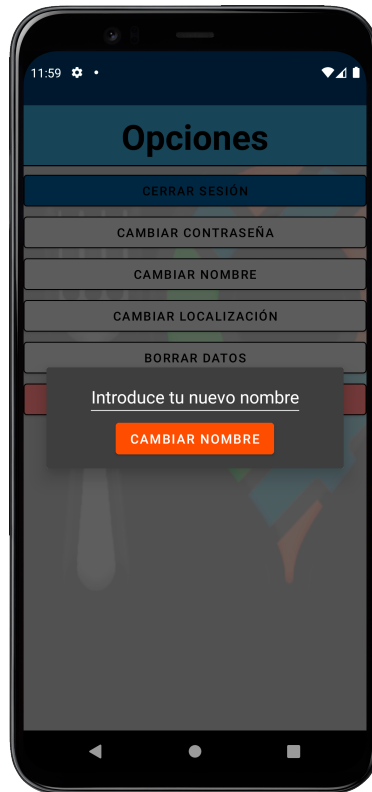 11:59
Opciones
CERRAR SESIÓN
CAMBIAR CONTRASEÑA
CAMBIAR NOMBRE
CAMBIAR LOCALIZACIÓN
BORRAR DATOS
Introduce tu nuevo nombre
CAMBIAR NOMBRE